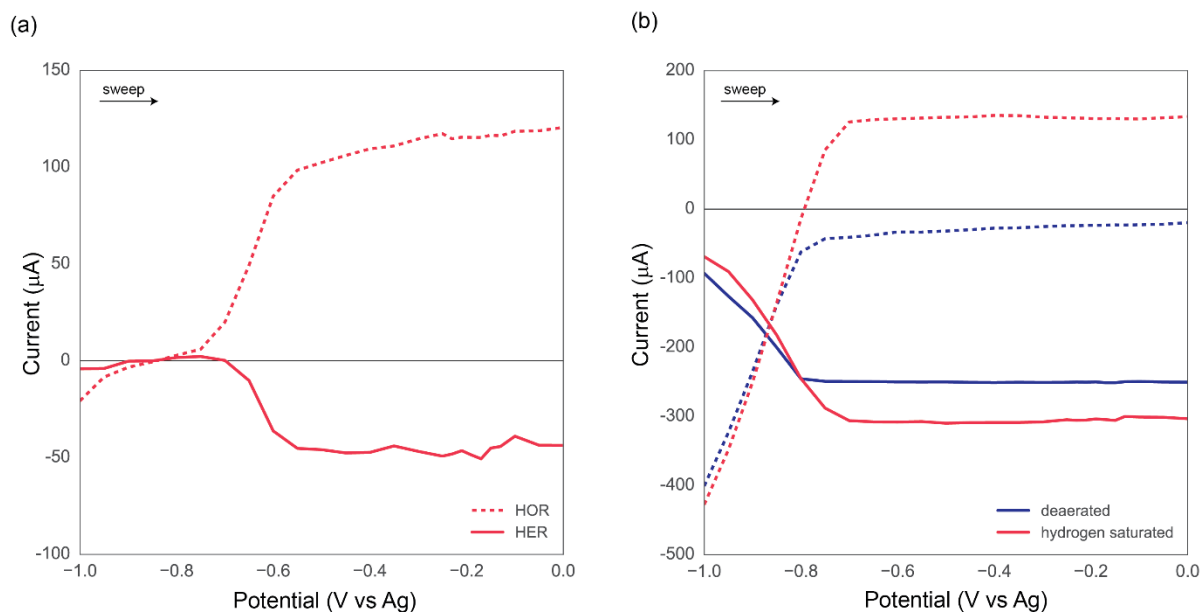 (a)
150
100
50
0
-50
-100
−1.0
−0.8
−0.6
−0.4
−0.2
0.0
Current (μA)
Potential (V vs Ag)
sweep
HOR
HER
(b)
200
100
0
-100
-200
-300
-400
-500
−1.0
−0.8
−0.6
−0.4
−0.2
0.0
Current (μA)
Potential (V vs Ag)
sweep
deaerated
hydrogen saturated